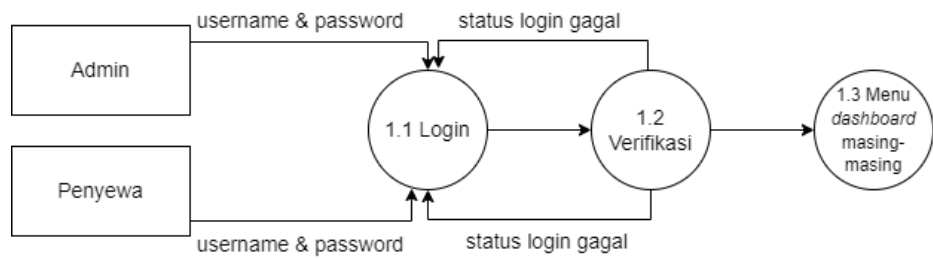 username & password
status login gagal
Admin
1.1 Login
1.2
Verifikasi
1.3 Menu
dashboard
masing-
masing
Penyewa
username & password
status login gagal